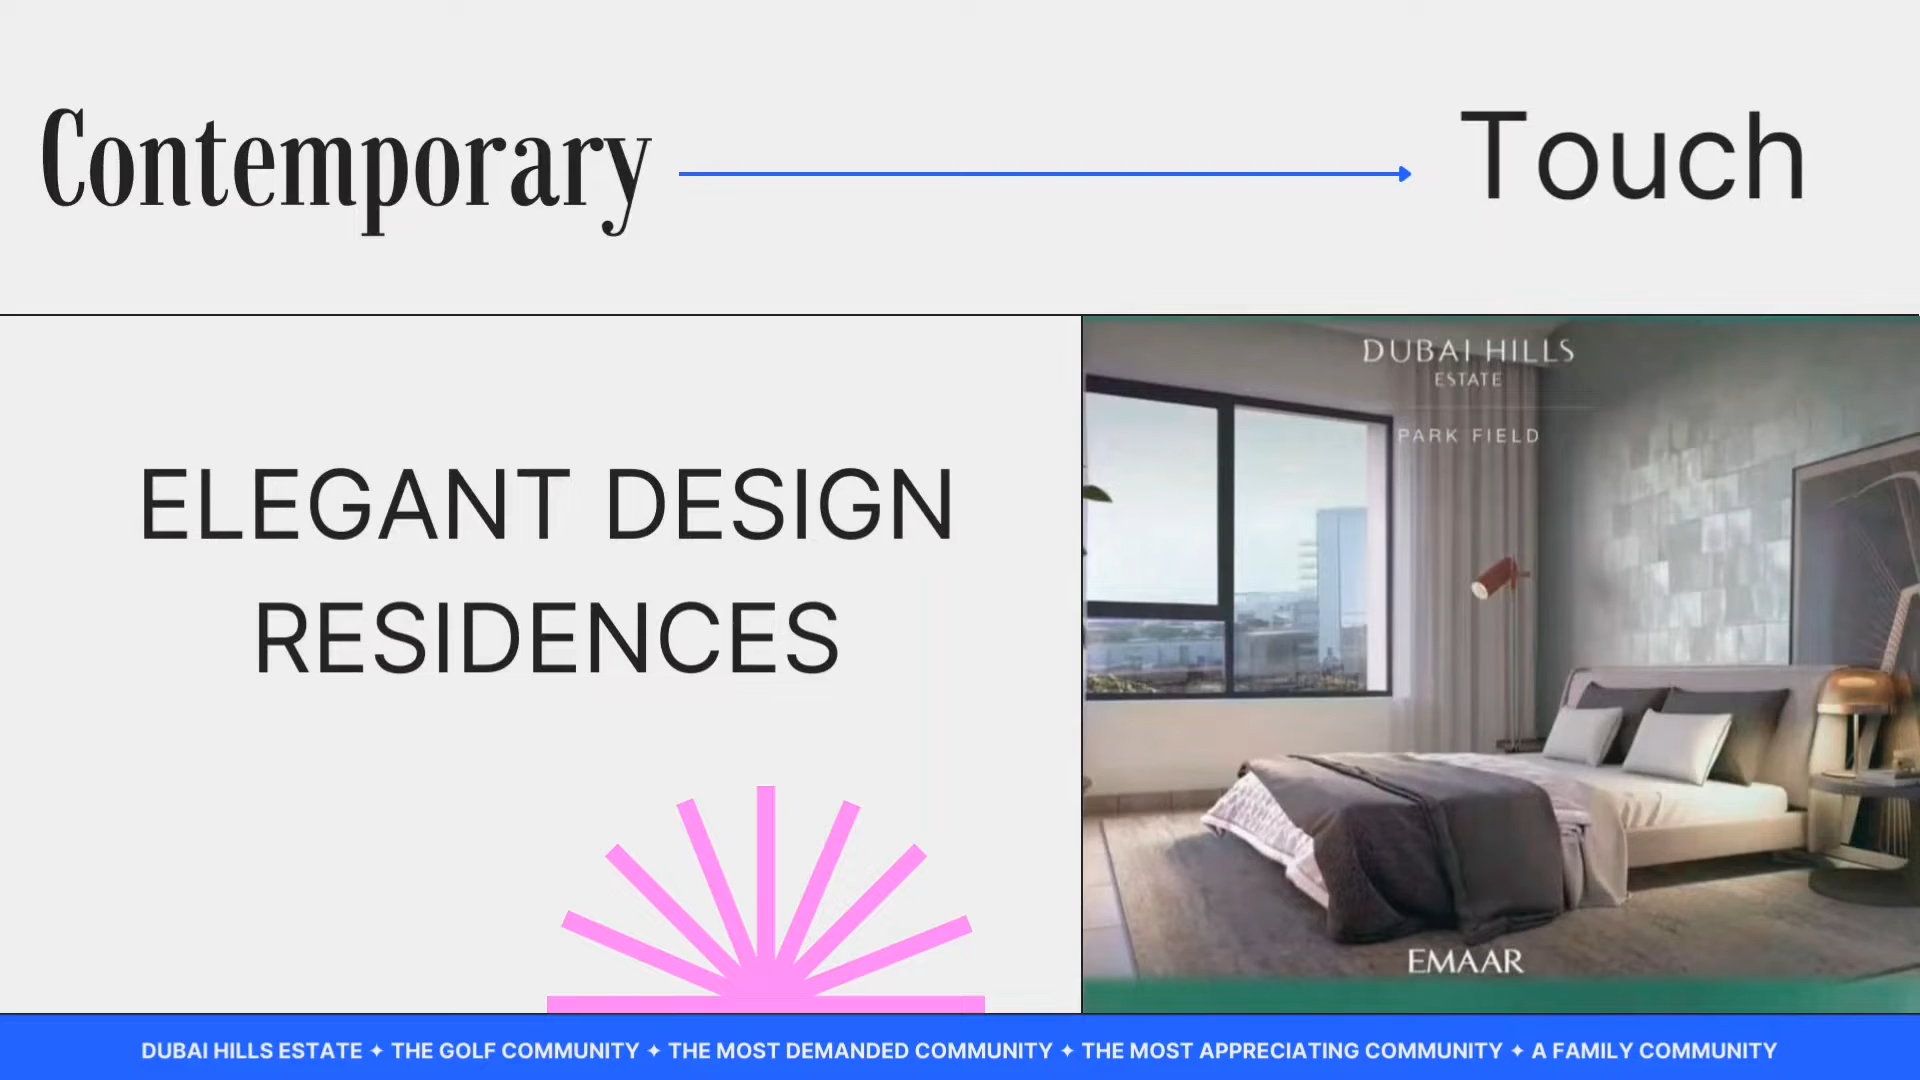 Contemporary Touch
ELEGANT DESIGN
RESIDENCES
DUBAI HILLS
ESTATE
PARK FIELD
EMAAR
DUBAI HILLS ESTATE ✦ THE GOLF COMMUNITY ✦ THE MOST DEMANDED COMMUNITY ✦ THE MOST APPRECIATING COMMUNITY ✦ A FAMILY COMMUNITY